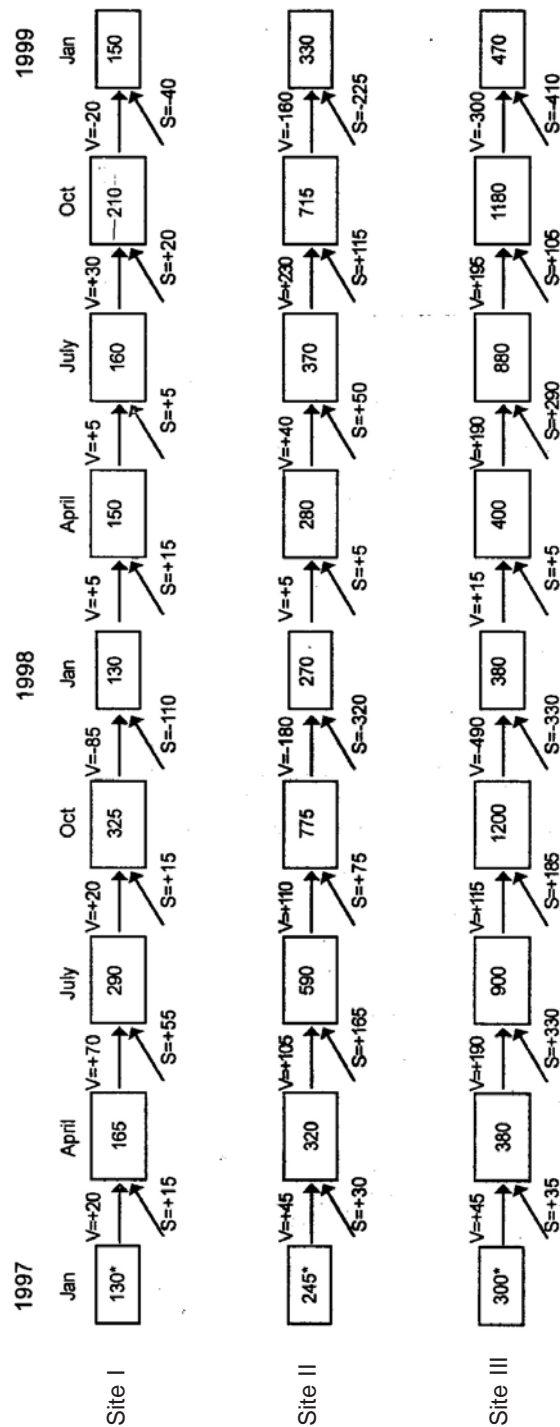 1997 1998 1999
Jan April July Oct Jan April July Oct Jan
V=+20 V=+70 V=+20 V=-85 V=+5 V=+5 V=+30 V=-20
Site I 130* 165 290 325 130 150 160 210 150
S=+15 S=+55 S=+15 S=-110 S=+15 S=+5 S=+20 S=-40
V=+45 V=+105 V=+110 V=-180 V=+5 V=+40 V=+230 V=-160
Site II 245* 320 590 775 270 280 370 715 330
S=+30 S=+165 S=+75 S=-320 S=+5 S=+50 S=+115 S=-225
V=+45 V=+190 V=+115 V=-490 V=+15 V=+190 V=+195 V=-300
Site III 300* 380 900 1200 380 400 880 1180 470
S=+35 S=+330 S=+185 S=-330 S=+5 S=+290 S=+105 S=-410